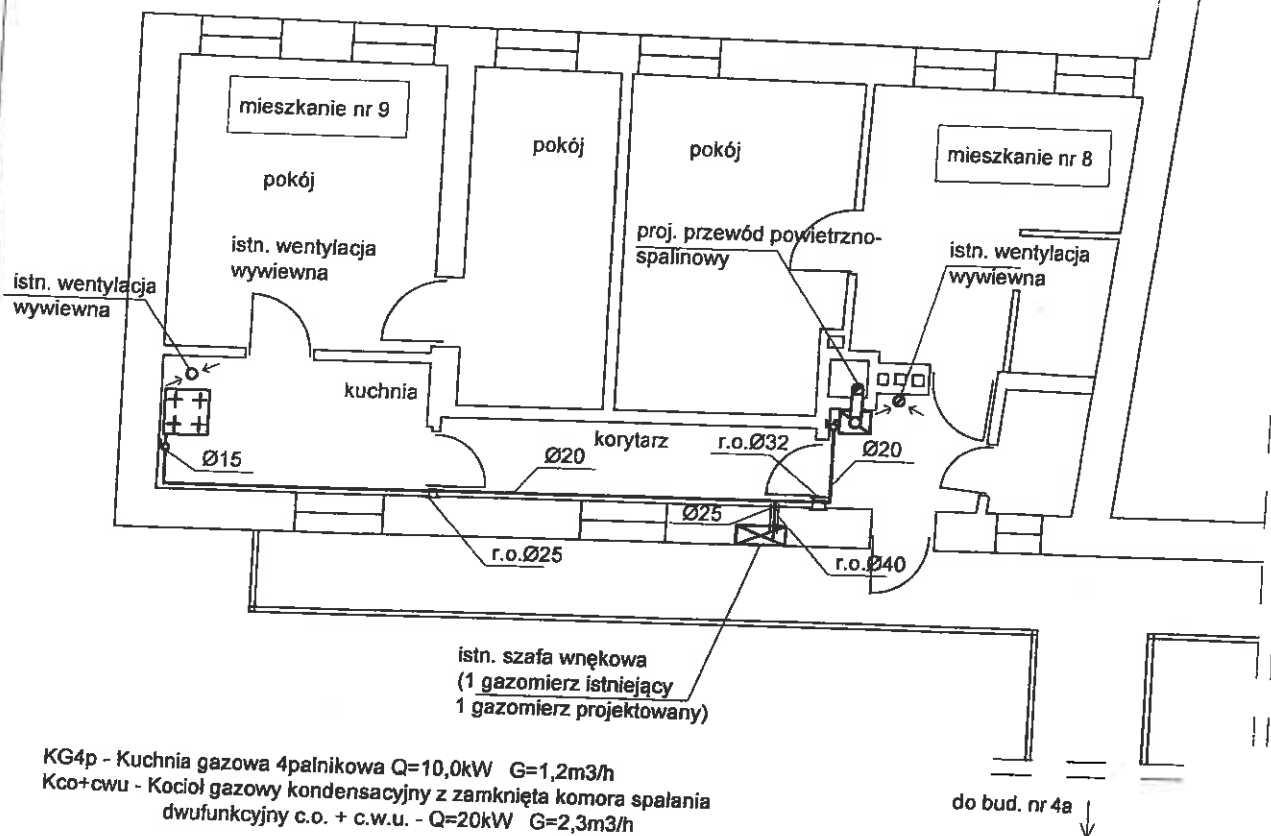 mieszkanie nr 9
pokój
pokój
pokój
mieszkanie nr 8
istn. wentylacja
wywiewna
istn. wentylacja
wywiewna
proj. przewód powietrzno-
spalinowy
istn. wentylacja
wywiewna
kuchnia
korytarz
r.o.Ø32
Ø15
Ø20
Ø20
Ø25
r.o.Ø25
r.o.Ø40
istn. szafa wnękowa
(1 gazomierz istniejący
1 gazomierz projektowany)
KG4p - Kuchnia gazowa 4palnikowa Q=10,0kW G=1,2m3/h
Kco+cwu - Kocioł gazowy kondensacyjny z zamknięta komora spalania
dwufunkcyjny c.o. + c.w.u. - Q=20kW G=2,3m3/h
do bud. nr 4a